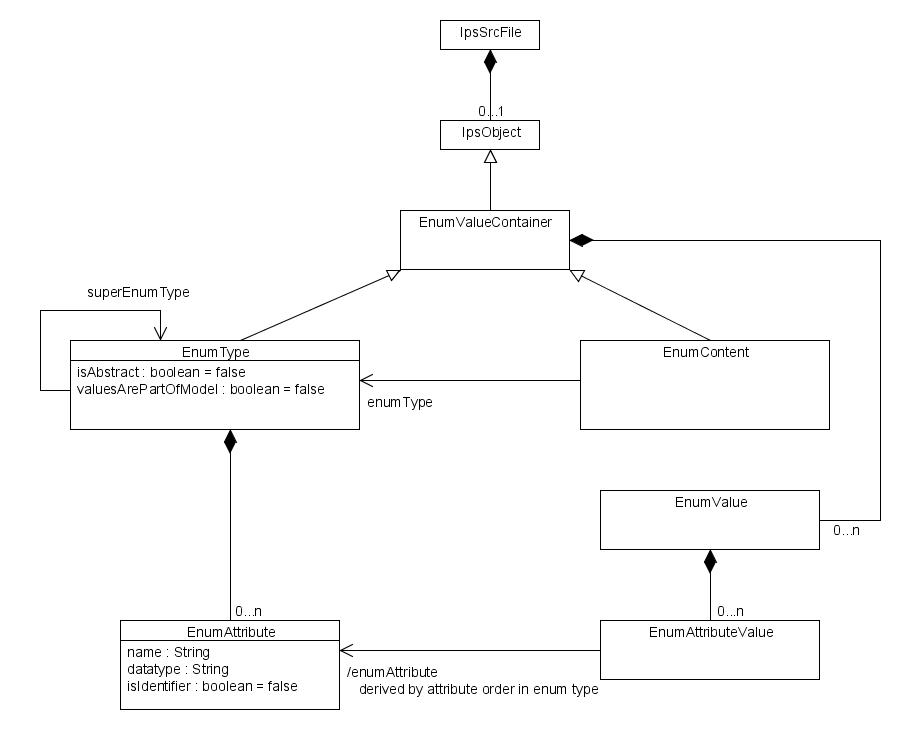 IpsSrcFile
0...1
IpsObject
EnumValueContainer
superEnumType
EnumType
isAbstract : boolean = false
valuesArePartOfModel : boolean = false
EnumContent
enumType
EnumValue
0...n
0...n
0...n
EnumAttribute
name : String
datatype : String
isIdentifier : boolean = false
EnumAttributeValue
/enumAttribute
derived by attribute order in enum type